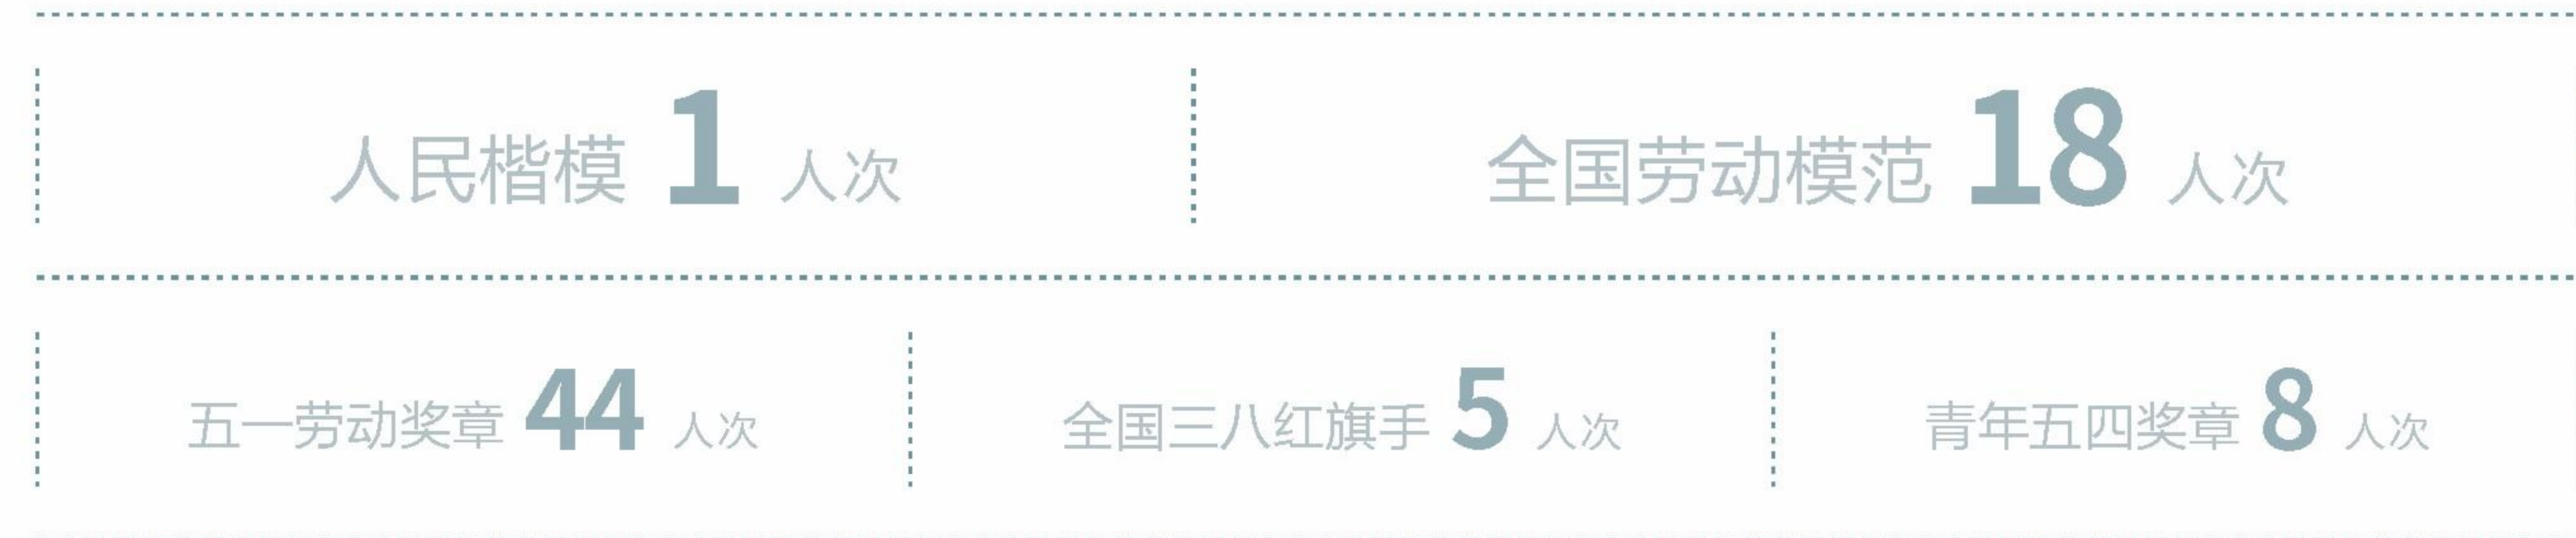 人民楷模 1 人次
全国劳动模范 18 人次
五一劳动奖章 44 人次
全国三八红旗手 5 人次
青年五四奖章 8 人次